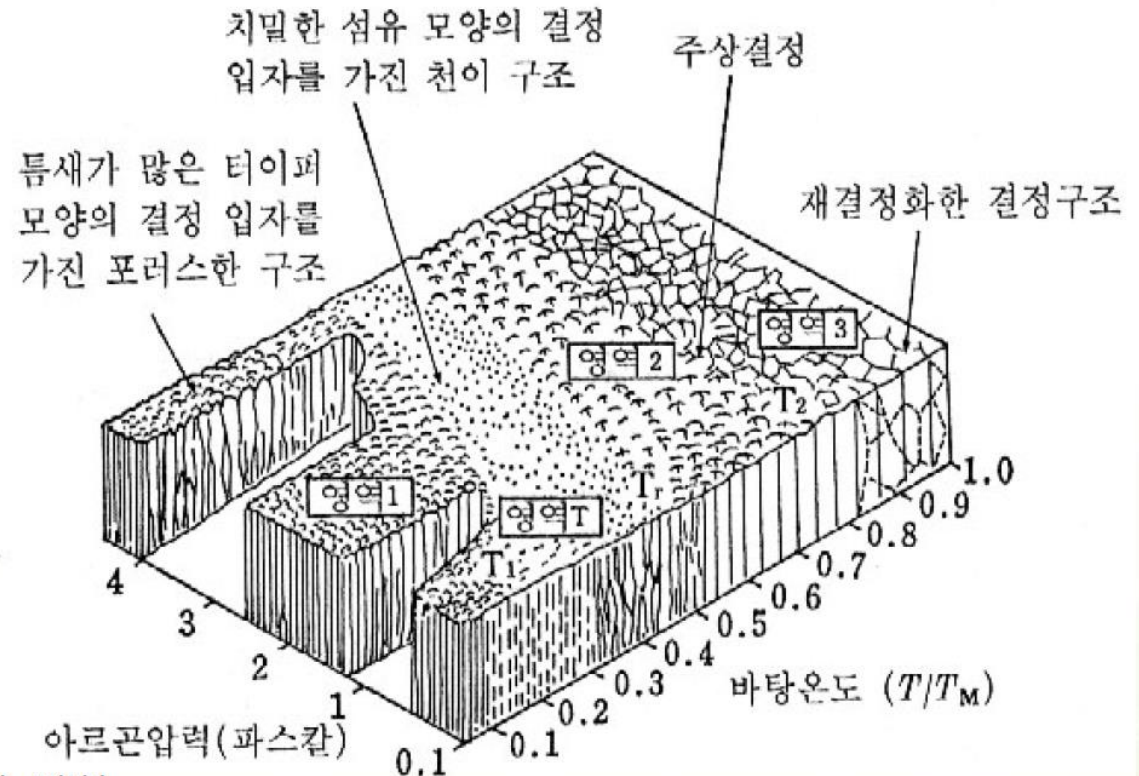 치밀한 섬유 모양의 결정
입자를 가진 천이 구조
주상결정
틈새가 많은 터이퍼
모양의 결정 입자를
가진 포러스한 구조
재결정화한 결정구조
영역 3
영역 2
T2
영역 1
Tr
영역 T
T1
1.0
0.9
0.8
0.7
0.6
0.5
0.4
0.3
0.2
0.1
4
3
2
1
0.1
바탕온도 (T/TM)
아르곤압력(파스칼)